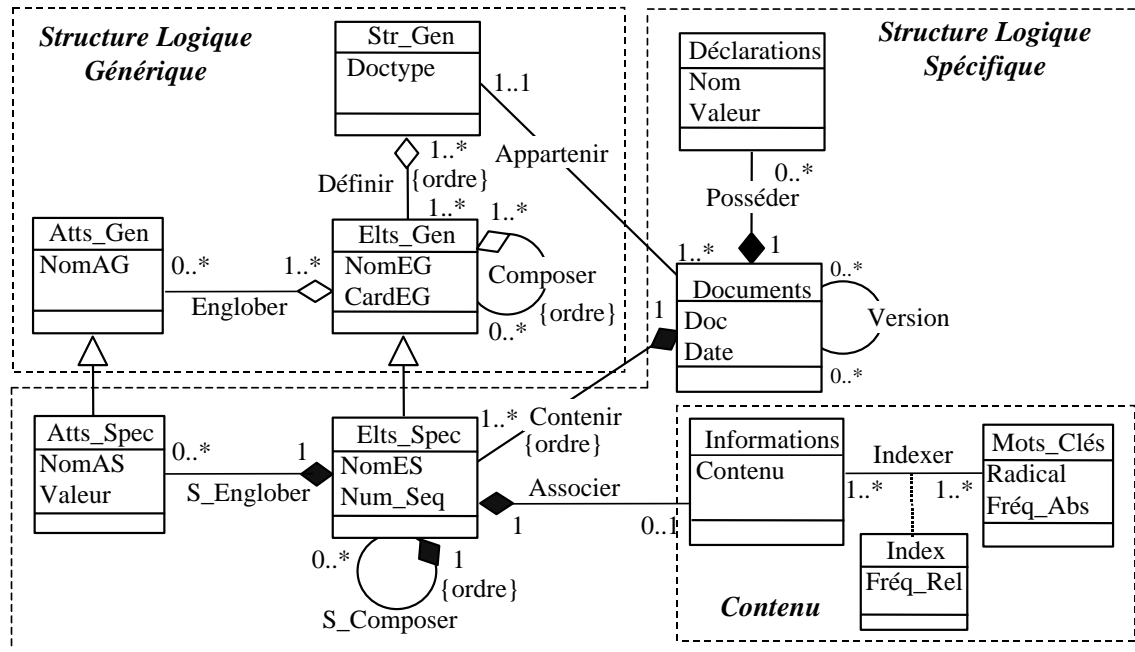 Structure Logique
Générique
Str_Gen
Doctype
Structure Logique
Spécifique
Déclarations
Nom
Valeur
1..1
Appartenir
1..*
{ordre}
Définir
1..*
0..*
Posséder
1
Atts_Gen
NomAG
0..*
1..*
Englober
Elts_Gen
NomEG
CardEG
1..*
Composer
{ordre}
0..*
1..*
Documents
Doc
Date
0..*
Version
0..*
1
Contenir
{ordre}
1..*
Atts_Spec
NomAS
Valeur
0..*
1
S_Englober
Elts_Spec
NomES
Num_Seq
Associer
1
0..1
0..*
1
{ordre}
S_Composer
Informations
Contenu
Indexer
1..*
1..*
Mots_Clés
Radical
Fréq_Abs
Index
Fréq_Rel
Contenu